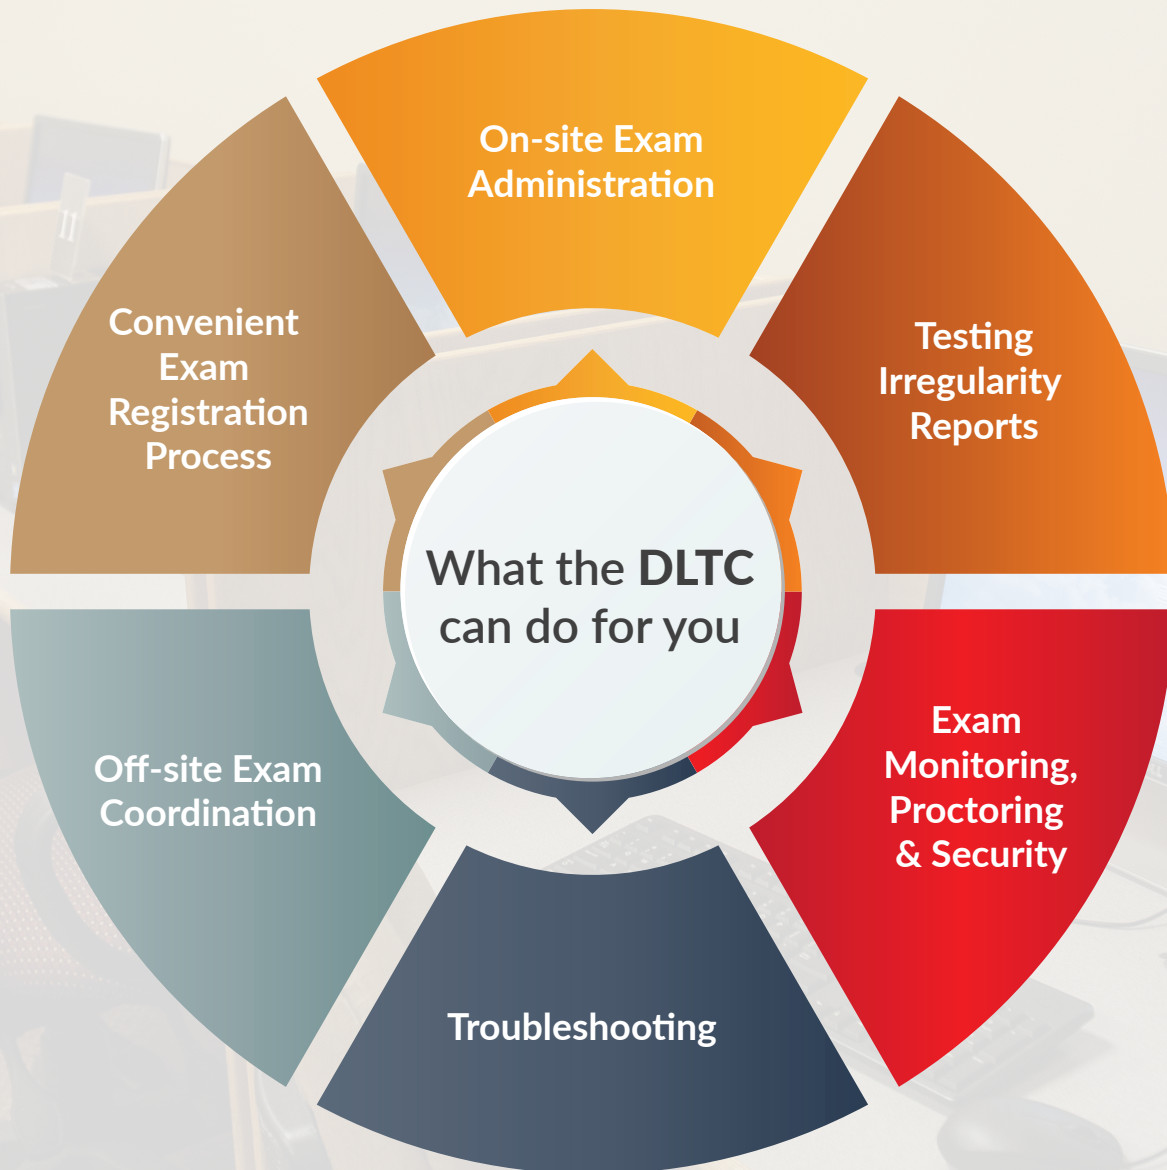 On-site Exam
Administration
Testing
Irregularity
Reports
Exam
Monitoring,
Proctoring
& Security
Troubleshooting
Off-site Exam
Coordination
Convenient
Exam
Registration
Process
What the DLTC
can do for you